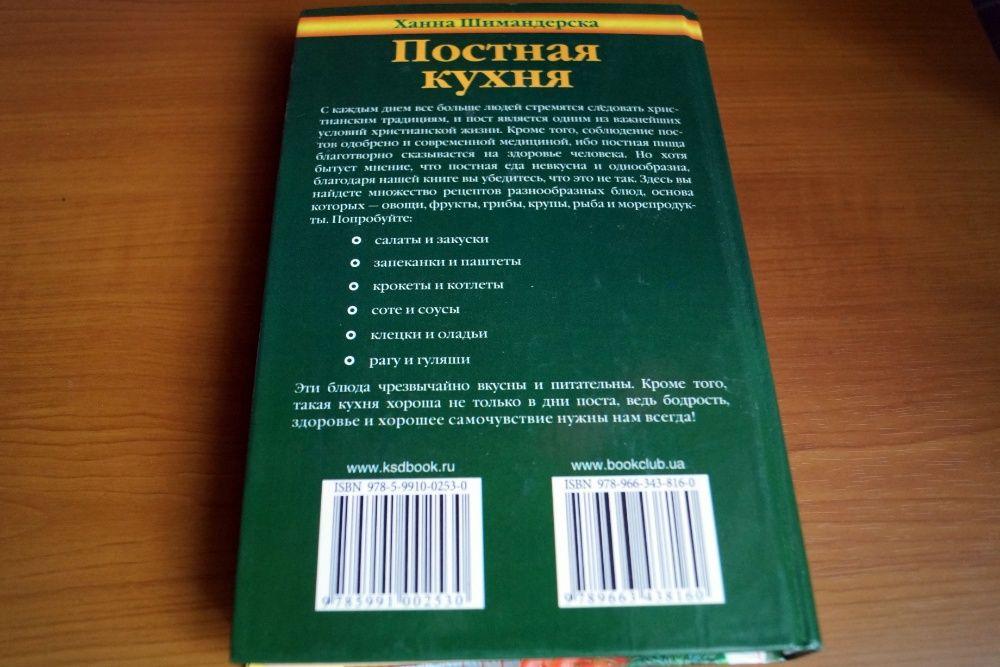 Ханна Шимандерска
Постная
кухня
С каждым днем все больше людей стремятся следовать хрис-
тианским традициям, и пост является одним из важнейших
условий христианской жизни. Кроме того, соблюдение пос-
тов одобрено и современной медициной, ибо постная пища
благотворно сказывается на здоровье человека. Но хотя
бытует мнение, что постная еда невкусна и однообразна,
благодаря нашей книге вы убедитесь, что это не так. Здесь вы
найдете множество рецептов разнообразных блюд, основа
которых — овощи, фрукты, грибы, крупы, рыба и морепродук-
ты. Попробуйте:
салаты и закуски
запеканки и паштеты
крокеты и котлеты
соте и соусы
клецки и оладьи
рагу и гуляши
Эти блюда чрезвычайно вкусны и питательны. Кроме того,
такая кухня хороша не только в дни поста, ведь бодрость,
здоровье и хорошее самочувствие нужны нам всегда!
www.ksdbook.ru
ISBN 978-5-9910-0253-0
9 785991 002530
www.bookclub.ua
ISBN 978-966-343-816-0
9 789663 438160